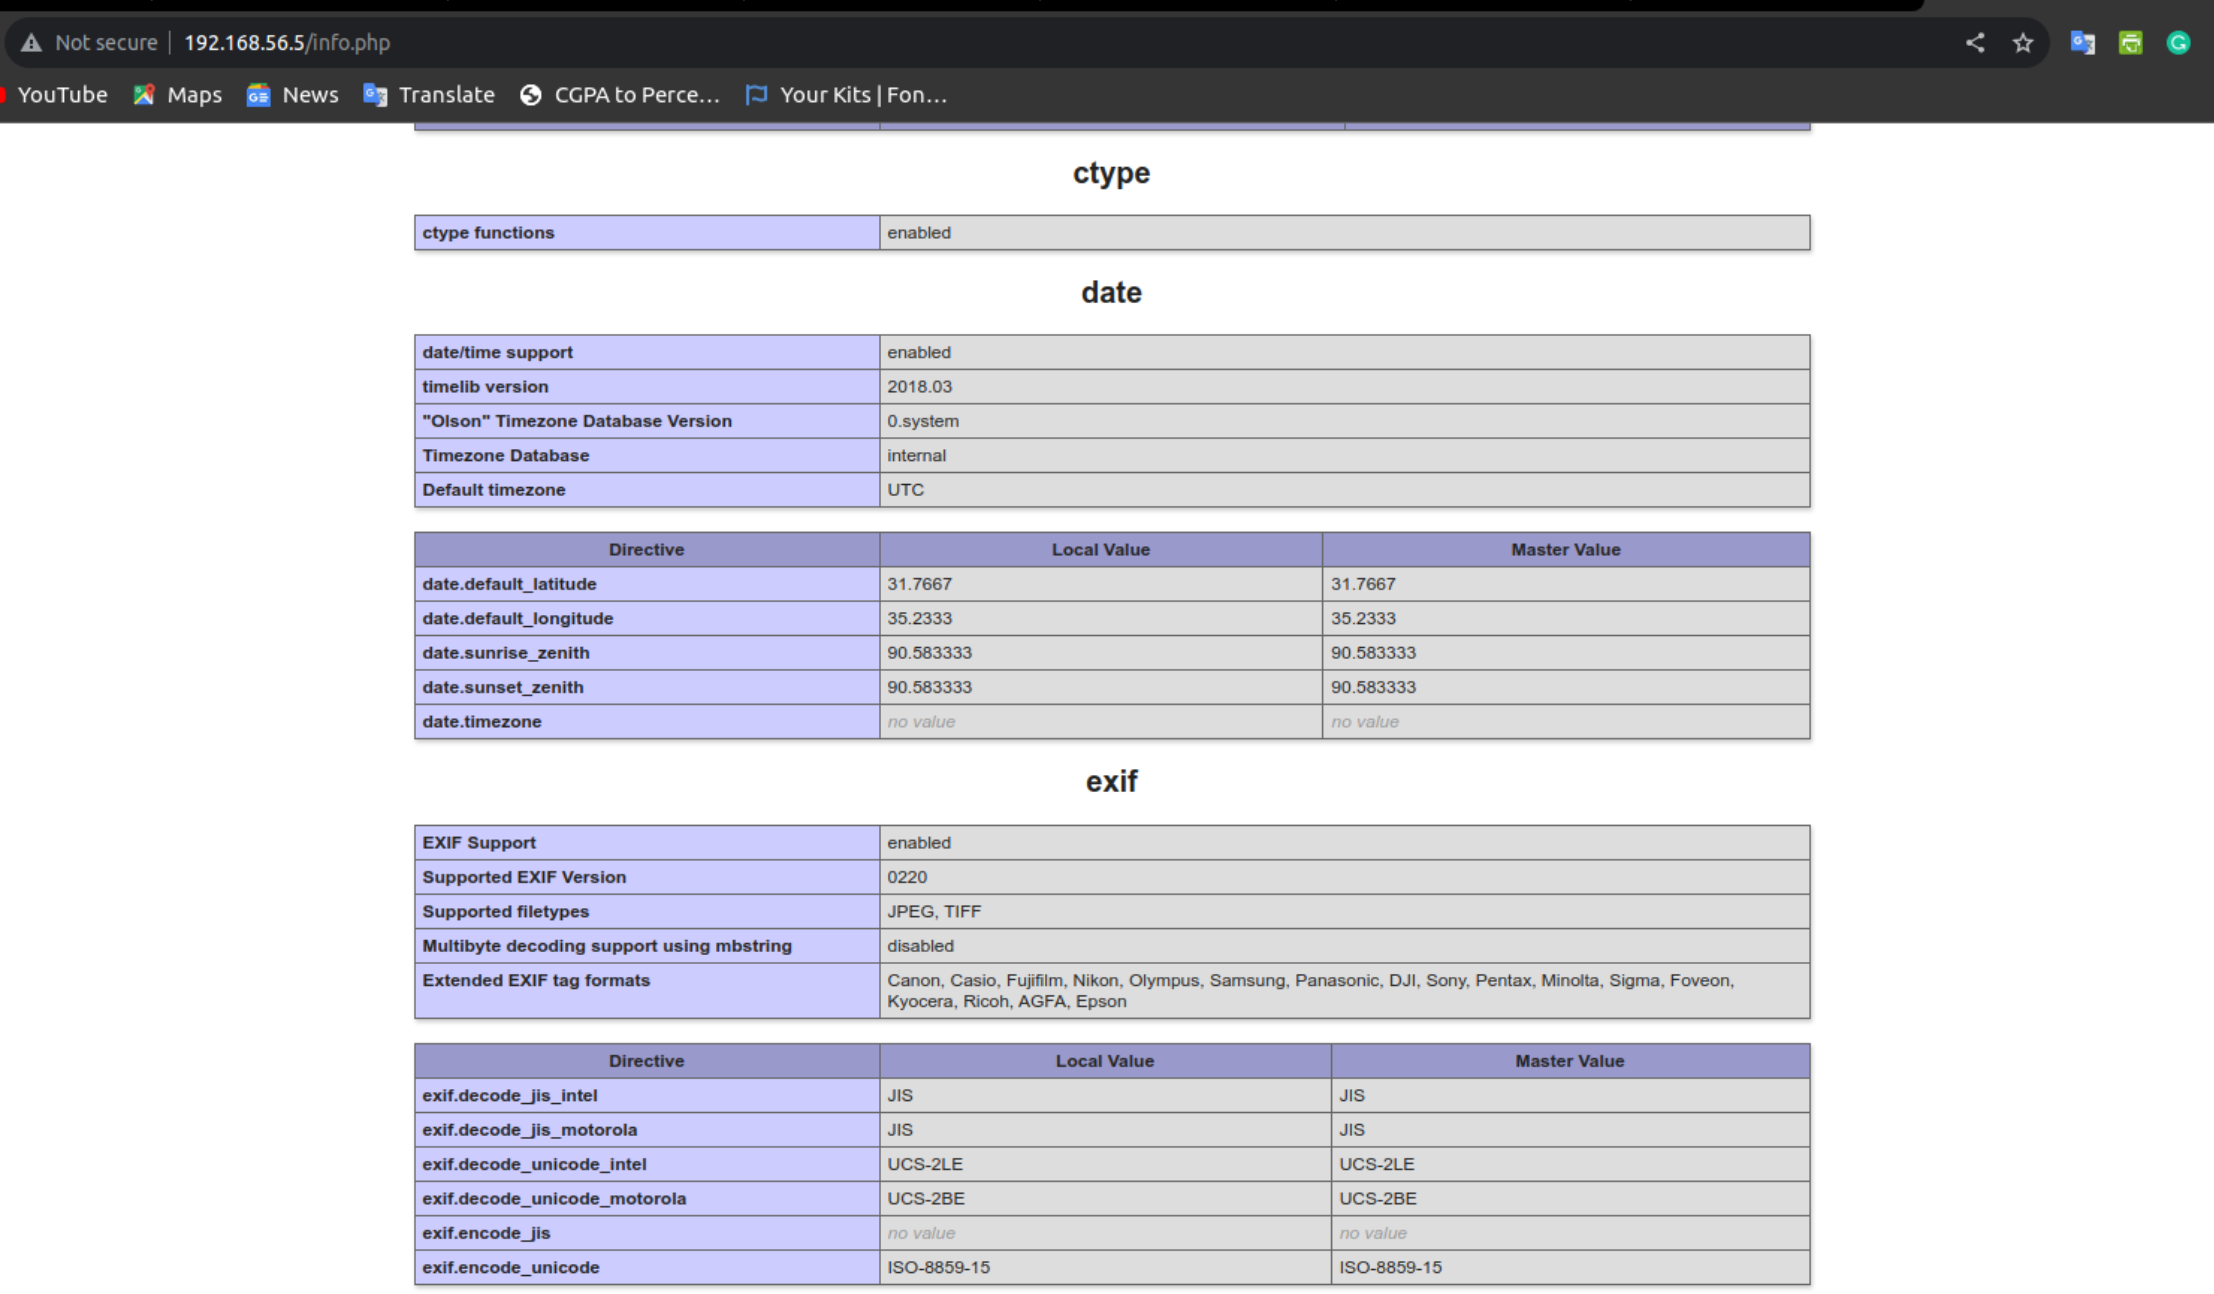 Not secure | 192.168.56.5/info.php
YouTube Maps News Translate CGPA to Perce... Your Kits | Fon...
ctype
ctype functions enabled
date
date/time support enabled
timelib version 2018.03
"Olson" Timezone Database Version 0.system
Timezone Database internal
Default timezone UTC
Directive Local Value Master Value
date.default_latitude 31.7667 31.7667
date.default_longitude 35.2333 35.2333
date.sunrise_zenith 90.583333 90.583333
date.sunset_zenith 90.583333 90.583333
date.timezone no value no value
exif
EXIF Support enabled
Supported EXIF Version 0220
Supported filetypes JPEG, TIFF
Multibyte decoding support using mbstring disabled
Extended EXIF tag formats Canon, Casio, Fujifilm, Nikon, Olympus, Samsung, Panasonic, DJI, Sony, Pentax, Minolta, Sigma, Foveon,
Kyocera, Ricoh, AGFA, Epson
Directive Local Value Master Value
exif.decode_jis_intel JIS JIS
exif.decode_jis_motorola JIS JIS
exif.decode_unicode_intel UCS-2LE UCS-2LE
exif.decode_unicode_motorola UCS-2BE UCS-2BE
exif.encode_jis no value no value
exif.encode_unicode ISO-8859-15 ISO-8859-15